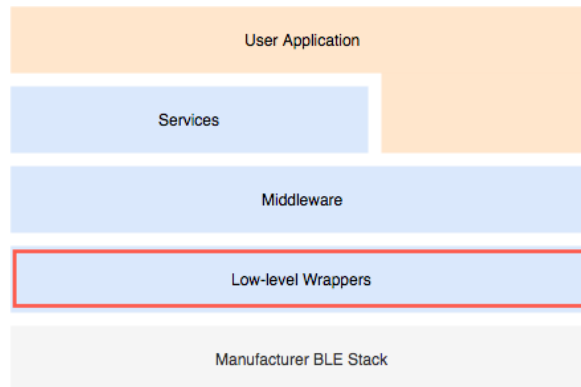 User Application
Services
Middleware
Low-level Wrappers
Manufacturer BLE Stack